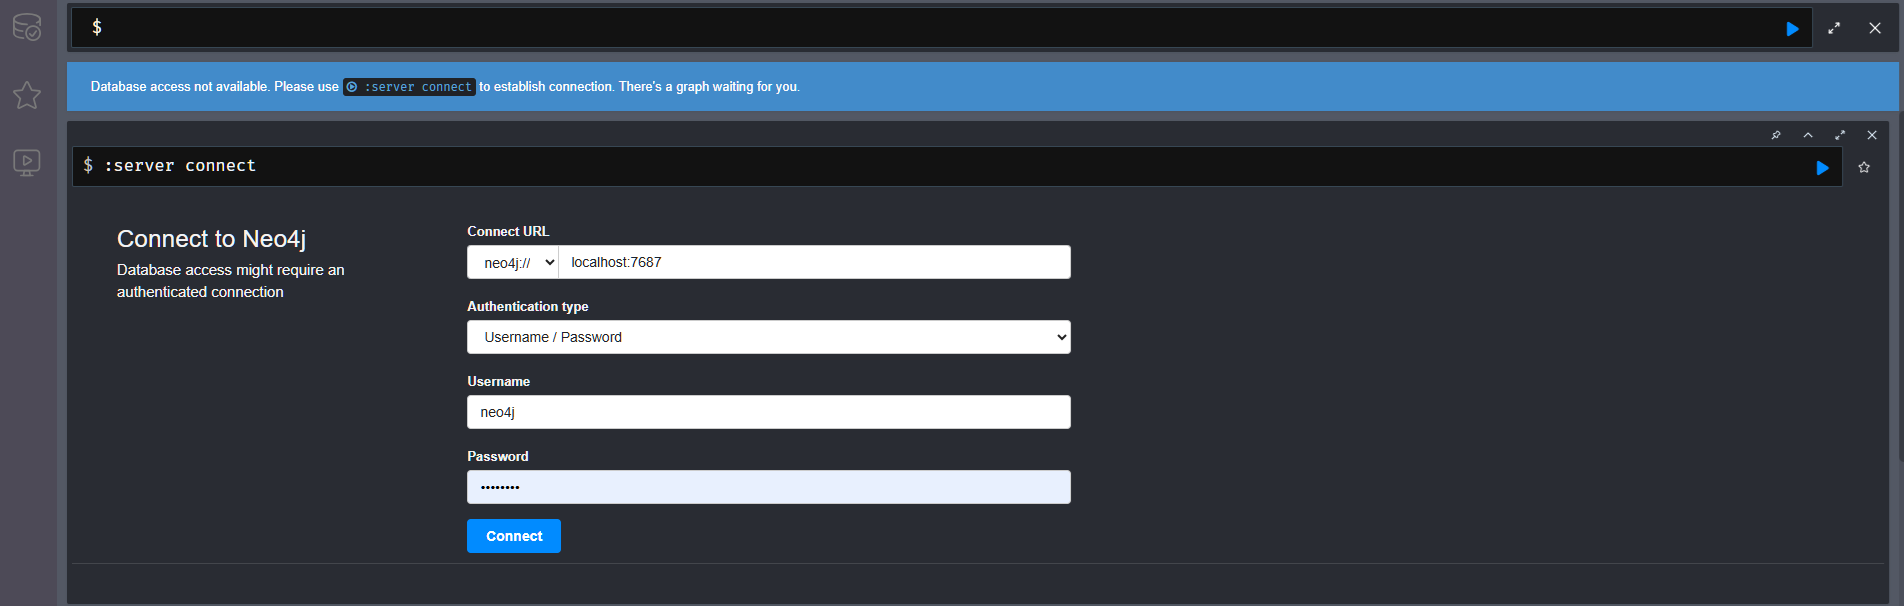 $
Database access not available. Please use :server connect to establish connection. There's a graph waiting for you.
$ :server connect
Connect to Neo4j
Database access might require an
authenticated connection
Connect URL
neo4j:// localhost:7687
Authentication type
Username / Password
Username
neo4j
Password
••••••••
Connect